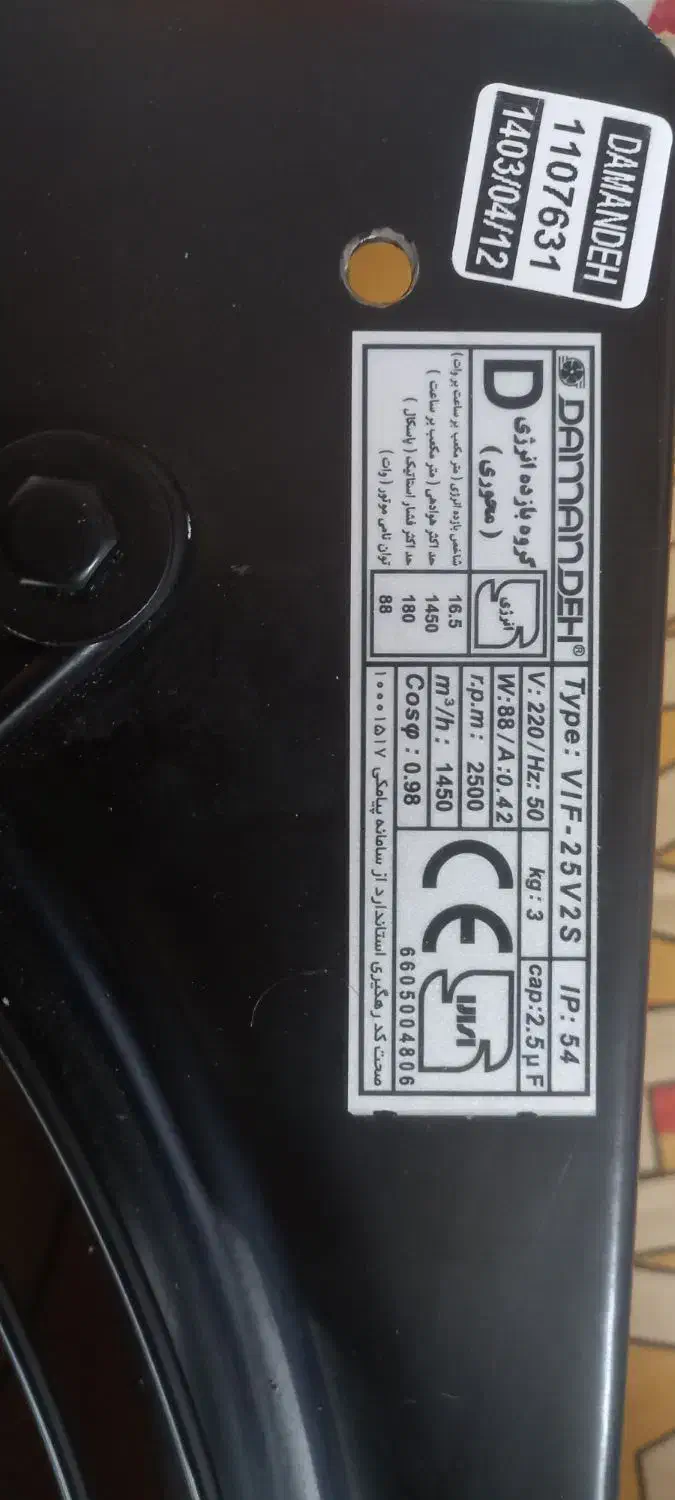 DAMANDEH
1107631
1403/04/12
DAMANDEH®
Type: VIF-25V2S
IP: 54
گروه بازده انرژی
(محوری)
D
انرژی
V: 220/Hz: 50
kg: 3
cap:2.5µF
W:88/A:0.42
r.p.m: 2500
m³/h: 1450
Cosφ: 0.98
شاخص بازده انرژی (متر مکعب بر ساعت بر وات) 16.5
حداکثر هوادهی (متر مکعب بر ساعت) 1450
حداکثر فشار استاتیک (پاسکال) 180
توان نامی موتور (وات) 88
CE
6605004806
صحت کد رهگیری استاندارد از سامانه پیامکی ۱۰۰۰۱۵۱۷